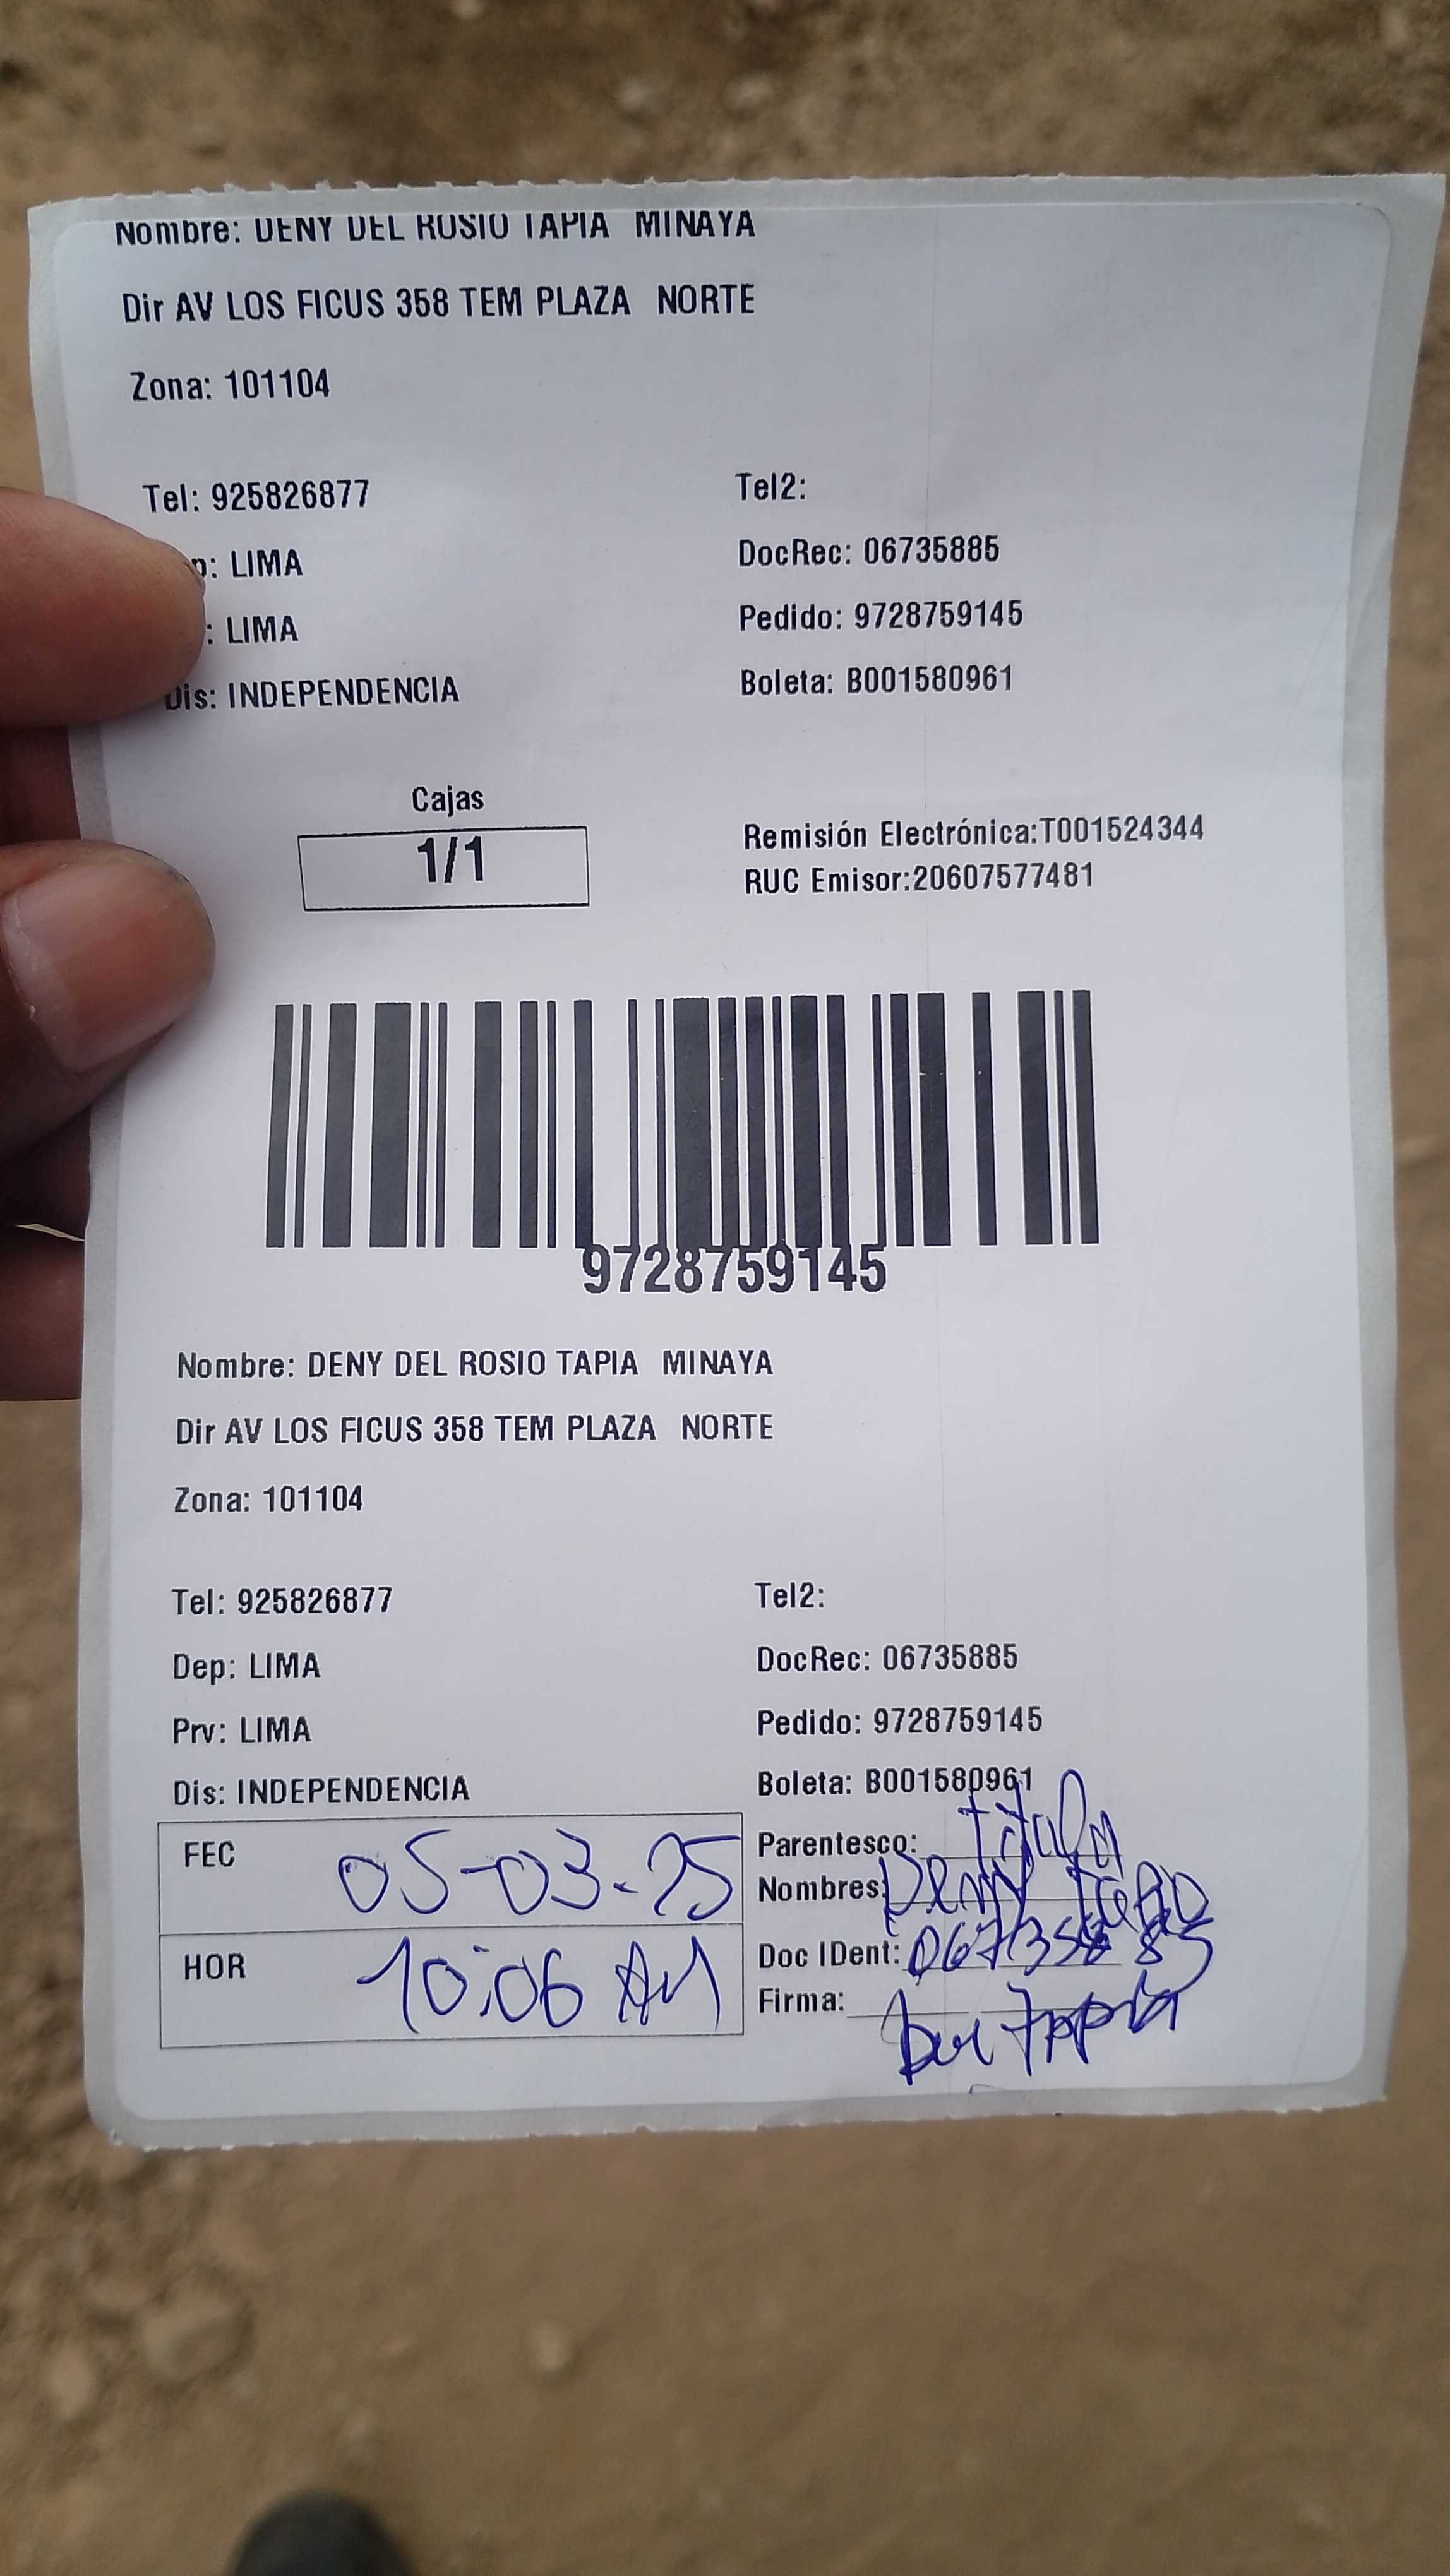 Nombre: DENY DEL ROSIO TAPIA MINAYA
Dir AV LOS FICUS 358 TEM PLAZA NORTE
Zona: 101104
Tel: 925826877
Tel2:
p: LIMA
DocRec: 06735885
: LIMA
Pedido: 9728759145
Dis: INDEPENDENCIA
Boleta: B001580961
Cajas
1/1
Remisión Electrónica:T001524344
RUC Emisor:20607577481
9728759145
Nombre: DENY DEL ROSIO TAPIA MINAYA
Dir AV LOS FICUS 358 TEM PLAZA NORTE
Zona: 101104
Tel: 925826877
Tel2:
Dep: LIMA
DocRec: 06735885
Prv: LIMA
Pedido: 9728759145
Dis: INDEPENDENCIA
Boleta: B001580961
FEC 05-03-25
Parentesco:
Nombres: Deny
HOR 10:06 AM
Doc IDent: 06735885
Firma: Tapia